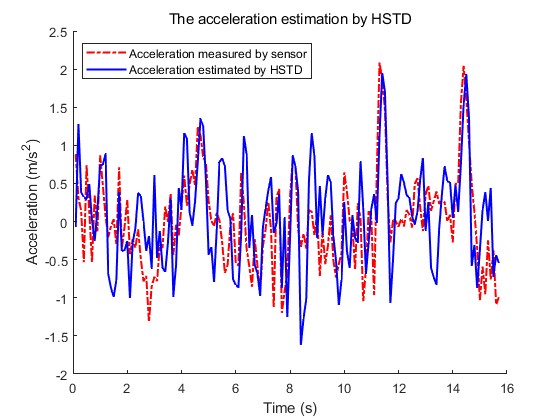 The acceleration estimation by HSTD
Acceleration measured by sensor
Acceleration estimated by HSTD
Acceleration (m/s²)
2.5
2
1.5
1
0.5
0
-0.5
-1
-1.5
-2
0 2 4 6 8 10 12 14 16
Time (s)